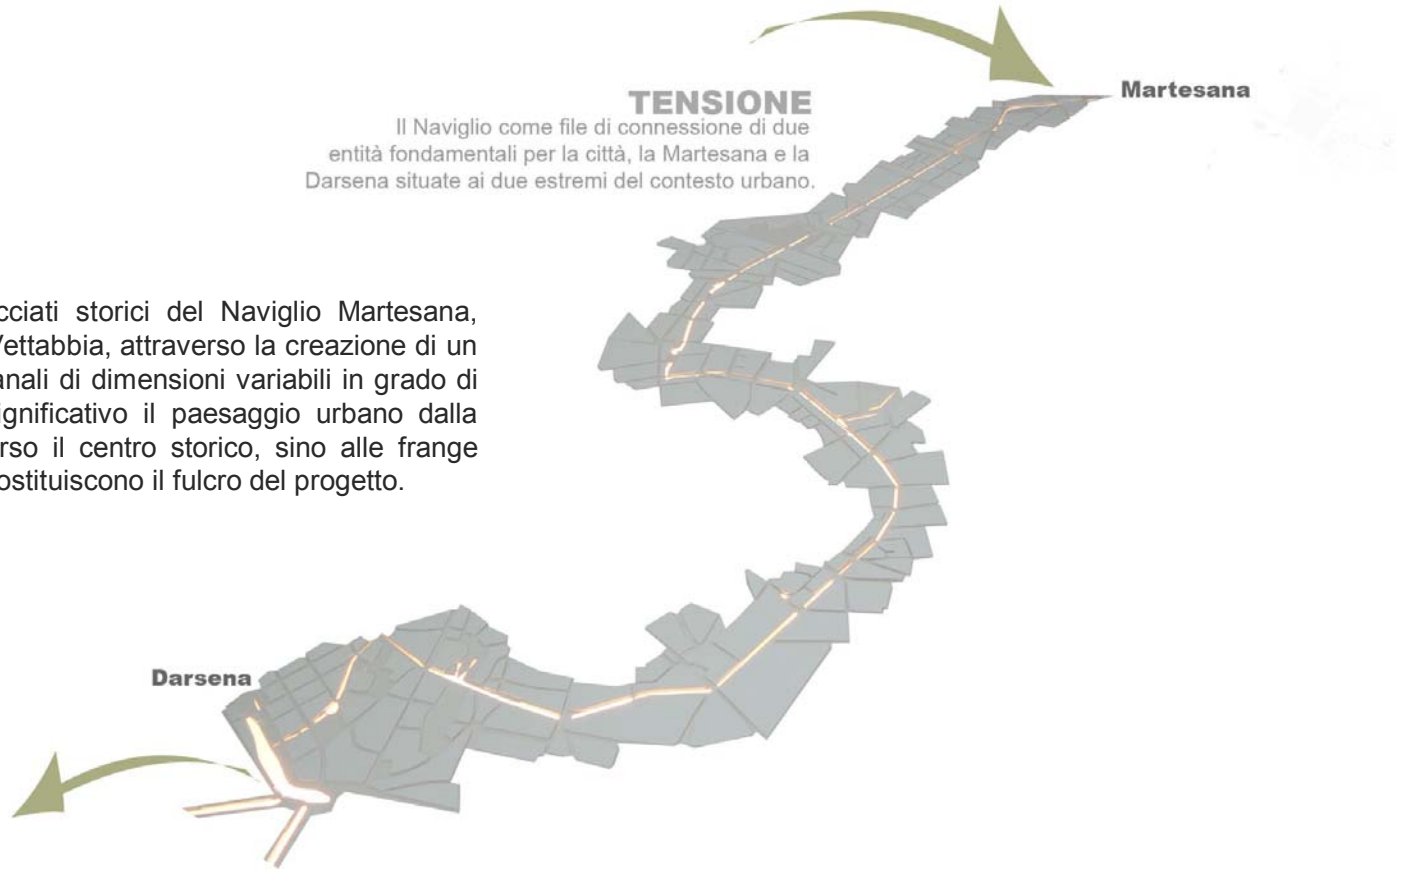 Martesana
TENSIONE
Il Naviglio come file di connessione di due
entità fondamentali per la città, la Martesana e la
Darsena situate ai due estremi del contesto urbano.
cciati storici del Naviglio Martesana,
Vettabbia, attraverso la creazione di un
anali di dimensioni variabili in grado di
ignificativo il paesaggio urbano dalla
rso il centro storico, sino alle frange
ostituiscono il fulcro del progetto.
Darsena